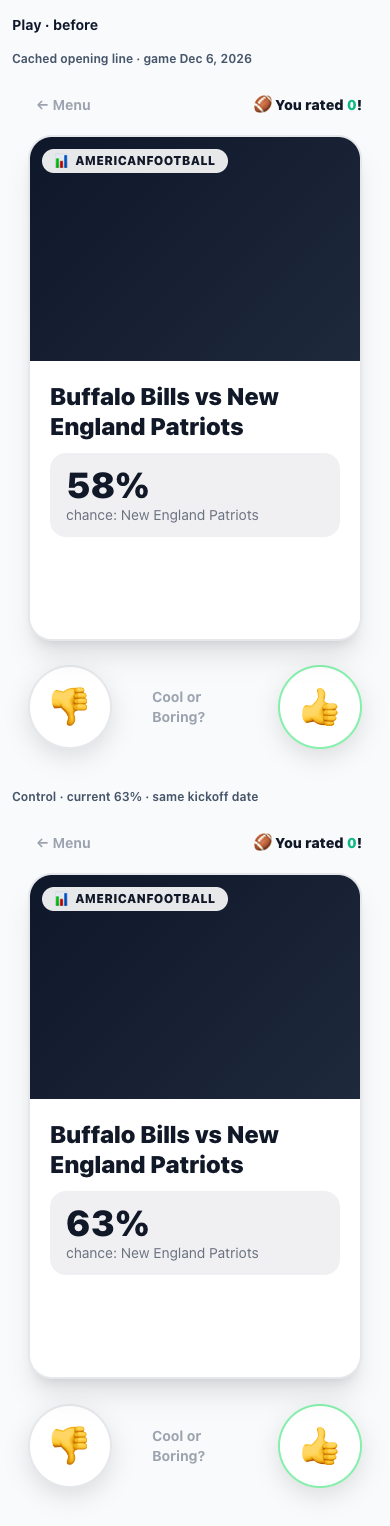 Play · before
Cached opening line · game Dec 6, 2026
← Menu
🏈 You rated 0!
📊 AMERICANFOOTBALL
Buffalo Bills vs New
England Patriots
58%
chance: New England Patriots
Cool or
Boring?
Control · current 63% · same kickoff date
← Menu
🏈 You rated 0!
📊 AMERICANFOOTBALL
Buffalo Bills vs New
England Patriots
63%
chance: New England Patriots
Cool or
Boring?